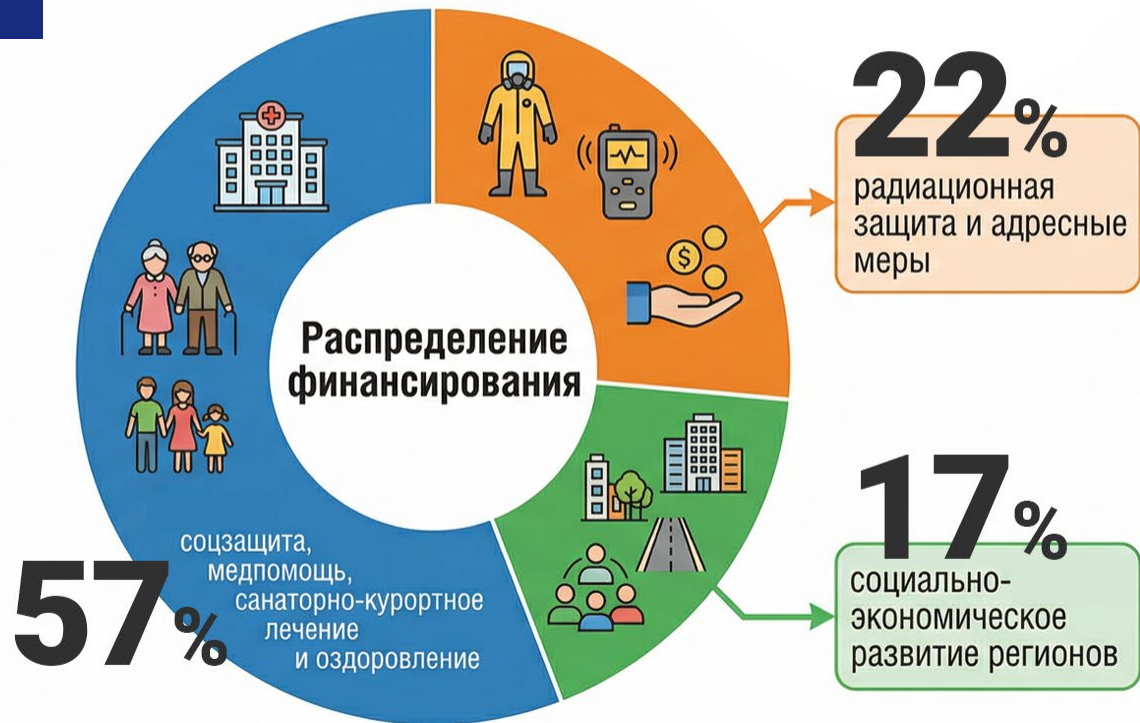 22%
радиационная
защита и адресные
меры
$
Распределение
финансирования
17%
социально-
экономическое
развитие регионов
57%
соцзащита,
медпомощь,
санаторно-курортное
лечение
и оздоровление